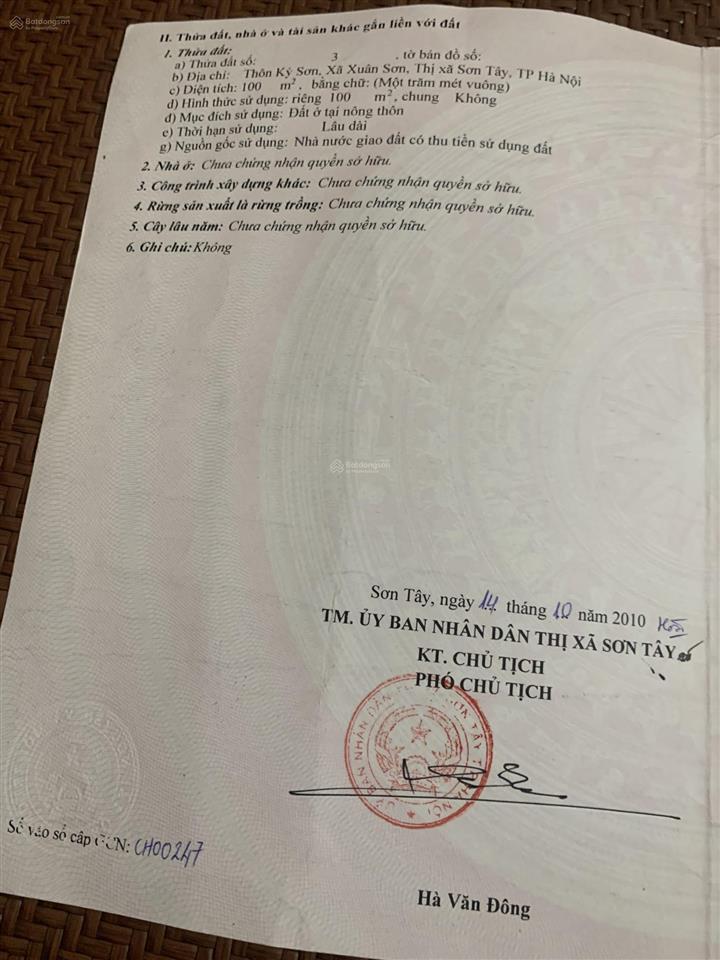 Batdongsan
II. Thửa đất, nhà ở và tài sản khác gắn liền với đất
1. Thửa đất:
a) Thửa đất số: 3 , tờ bản đồ số:
b) Địa chỉ: Thôn Kỳ Sơn, Xã Xuân Sơn, Thị xã Sơn Tây, TP Hà Nội
c) Diện tích: 100 m², bằng chữ: (Một trăm mét vuông)
d) Hình thức sử dụng: riêng 100 m², chung Không
đ) Mục đích sử dụng: Đất ở tại nông thôn
e) Thời hạn sử dụng: Lâu dài
g) Nguồn gốc sử dụng: Nhà nước giao đất có thu tiền sử dụng đất
2. Nhà ở: Chưa chứng nhận quyền sở hữu.
3. Công trình xây dựng khác: Chưa chứng nhận quyền sở hữu.
4. Rừng sản xuất là rừng trồng: Chưa chứng nhận quyền sở hữu.
5. Cây lâu năm: Chưa chứng nhận quyền sở hữu.
6. Ghi chú: Không
Batdongsan
Sơn Tây, ngày 14 tháng 10 năm 2010
TM. ỦY BAN NHÂN DÂN THỊ XÃ SƠN TÂY
KT. CHỦ TỊCH
PHÓ CHỦ TỊCH
Số vào sổ cấp GCN: CH00247
Hà Văn Đông
Batdongsan